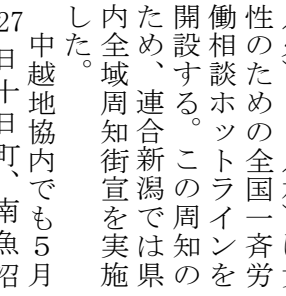 性のための全国一斉労
働相談ホットラインを
開設する。この周知の
ため、連合新潟では県
内全域周知街宣を実施
した。
　中越地協内でも５月
27日十日町、南魚沼